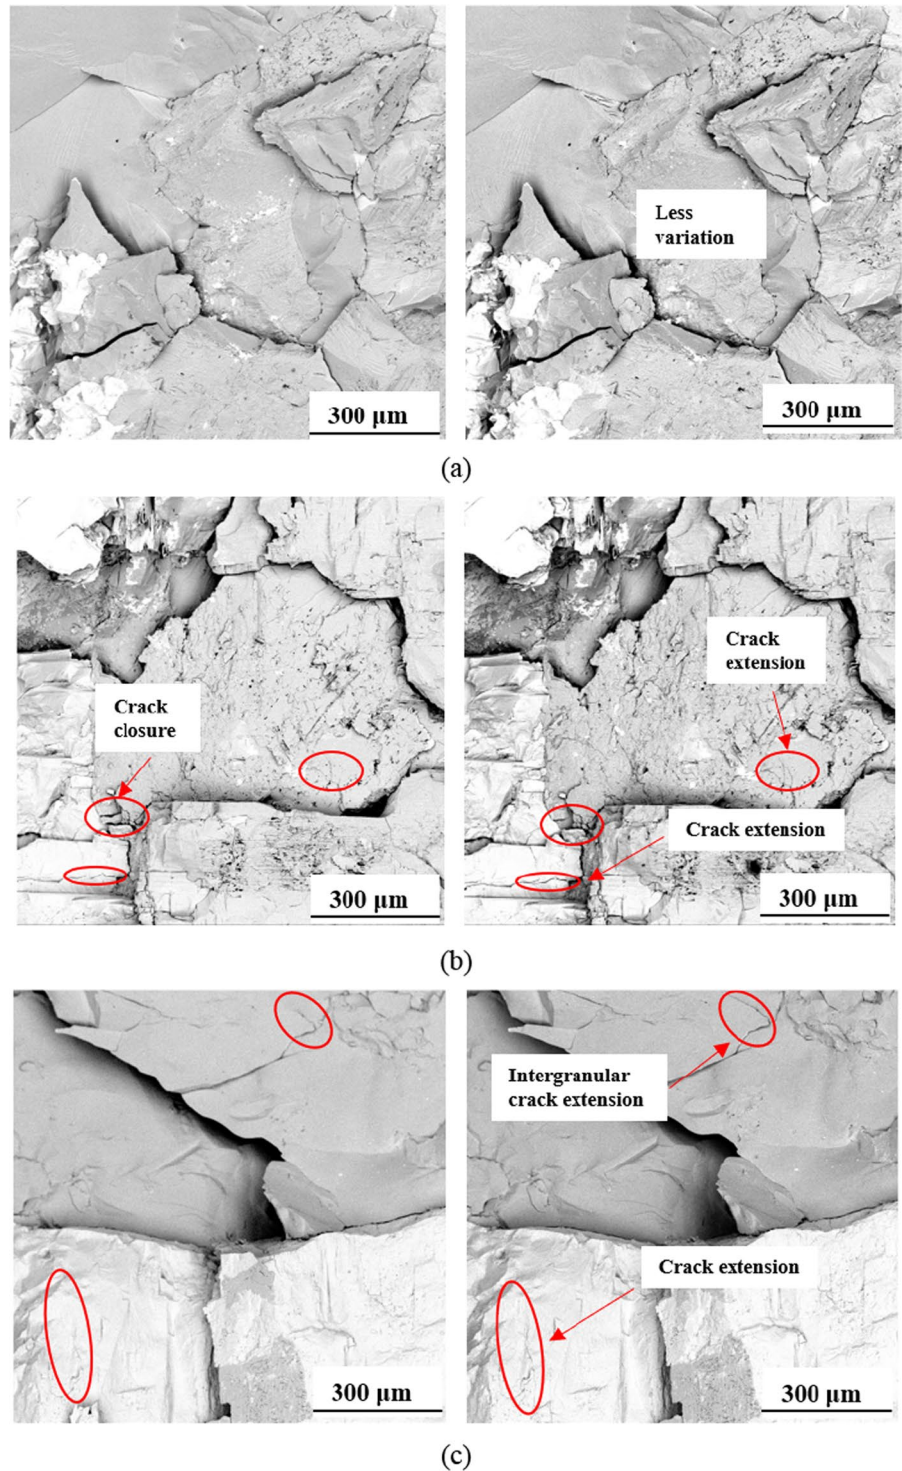 Less
variation
300 μm
300 μm
(a)
Crack
extension
Crack
closure
Crack extension
300 μm
300 μm
(b)
Intergranular
crack extension
Crack extension
300 μm
300 μm
(c)